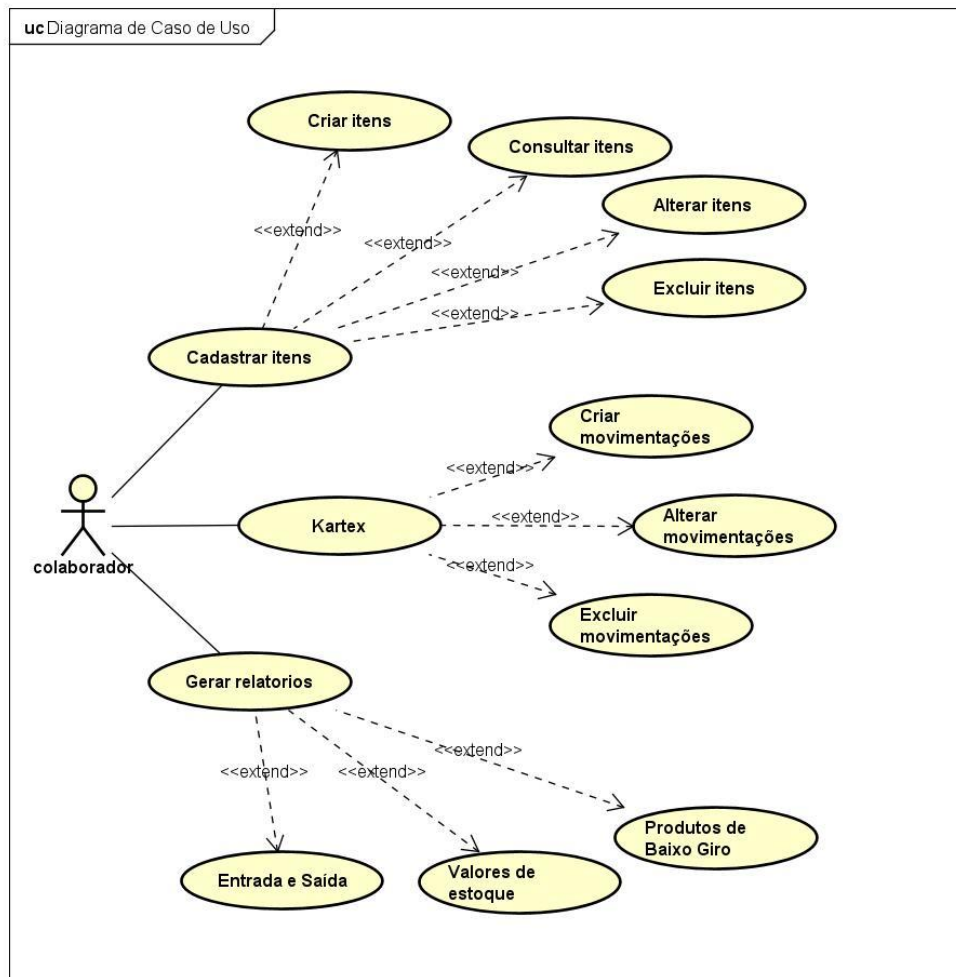 uc Diagrama de Caso de Uso
Criar itens
Consultar itens
Alterar itens
<<extend>>
<<extend>>
<<extend>>
Excluir itens
<<extend>>
Cadastrar itens
Criar
movimentações
<<extend>>
Kartex
<<extend>>
Alterar
movimentações
colaborador
<<extend>>
Excluir
movimentações
Gerar relatorios
<<extend>>
<<extend>>
<<extend>>
Produtos de
Baixo Giro
Entrada e Saída
Valores de
estoque